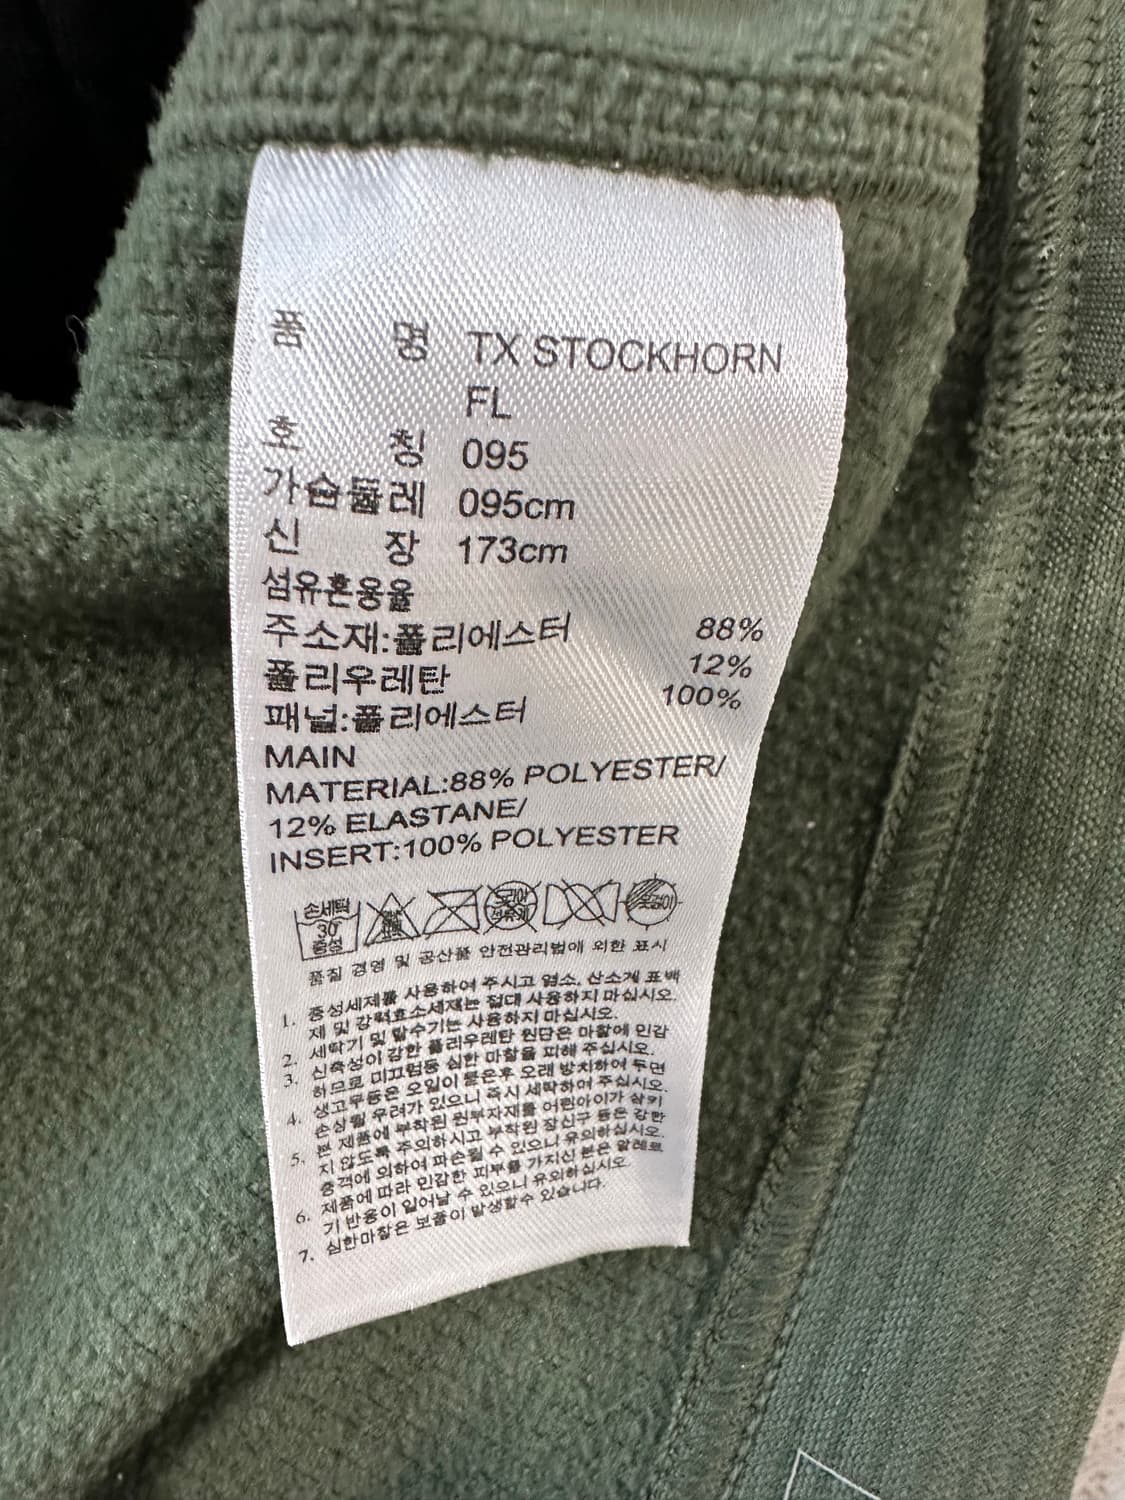 품 명 TX STOCKHORN
FL
호 칭 095
가슴둘레 095cm
신 장 173cm
섬유혼용율
주소재:폴리에스터 88%
폴리우레탄 12%
패널:폴리에스터 100%
MAIN
MATERIAL:88% POLYESTER/
12% ELASTANE/
INSERT:100% POLYESTER
손세탁
30°
중성
품질 경영 및 공산품 안전관리법에 의한 표시
1. 중성세제를 사용하여 주시고 염소, 산소계 표백
제 및 강력효소세제는 절대 사용하지 마십시오.
2. 세탁기 및 탈수기는 사용하지 마십시오.
3. 신축성이 강한 폴리우레탄 원단은 마찰에 민감
하므로 미끄럼등 심한 마찰을 피해 주십시오.
4. 생고무등은 오일이 묻은후 오래 방치하여 두면
손상될 우려가 있으니 즉시 세탁하여 주십시오.
5. 본 제품에 부착된 원부자재를 어린아이가 삼키
지 않도록 주의하시고 부착된 장신구 등은 강한
충격에 의하여 파손될 수 있으니 유의하십시오.
6. 제품에 따라 민감한 피부를 가지신 분은 알레르
기 반응이 일어날 수 있으니 유의하십시오.
7. 심한마찰은 보풀이 발생할수 있습니다.